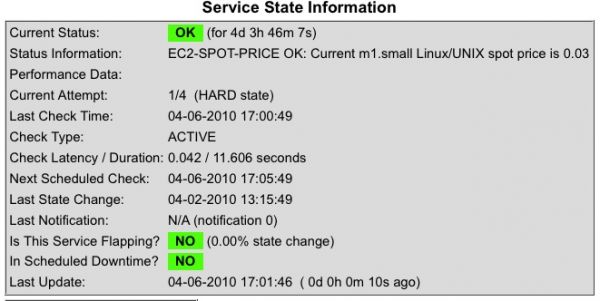 Service State Information
Current Status: OK (for 4d 3h 46m 7s)
Status Information: EC2-SPOT-PRICE OK: Current m1.small Linux/UNIX spot price is 0.03
Performance Data:
Current Attempt: 1/4 (HARD state)
Last Check Time: 04-06-2010 17:00:49
Check Type: ACTIVE
Check Latency / Duration: 0.042 / 11.606 seconds
Next Scheduled Check: 04-06-2010 17:05:49
Last State Change: 04-02-2010 13:15:49
Last Notification: N/A (notification 0)
Is This Service Flapping? NO (0.00% state change)
In Scheduled Downtime? NO
Last Update: 04-06-2010 17:01:46 ( 0d 0h 0m 10s ago)